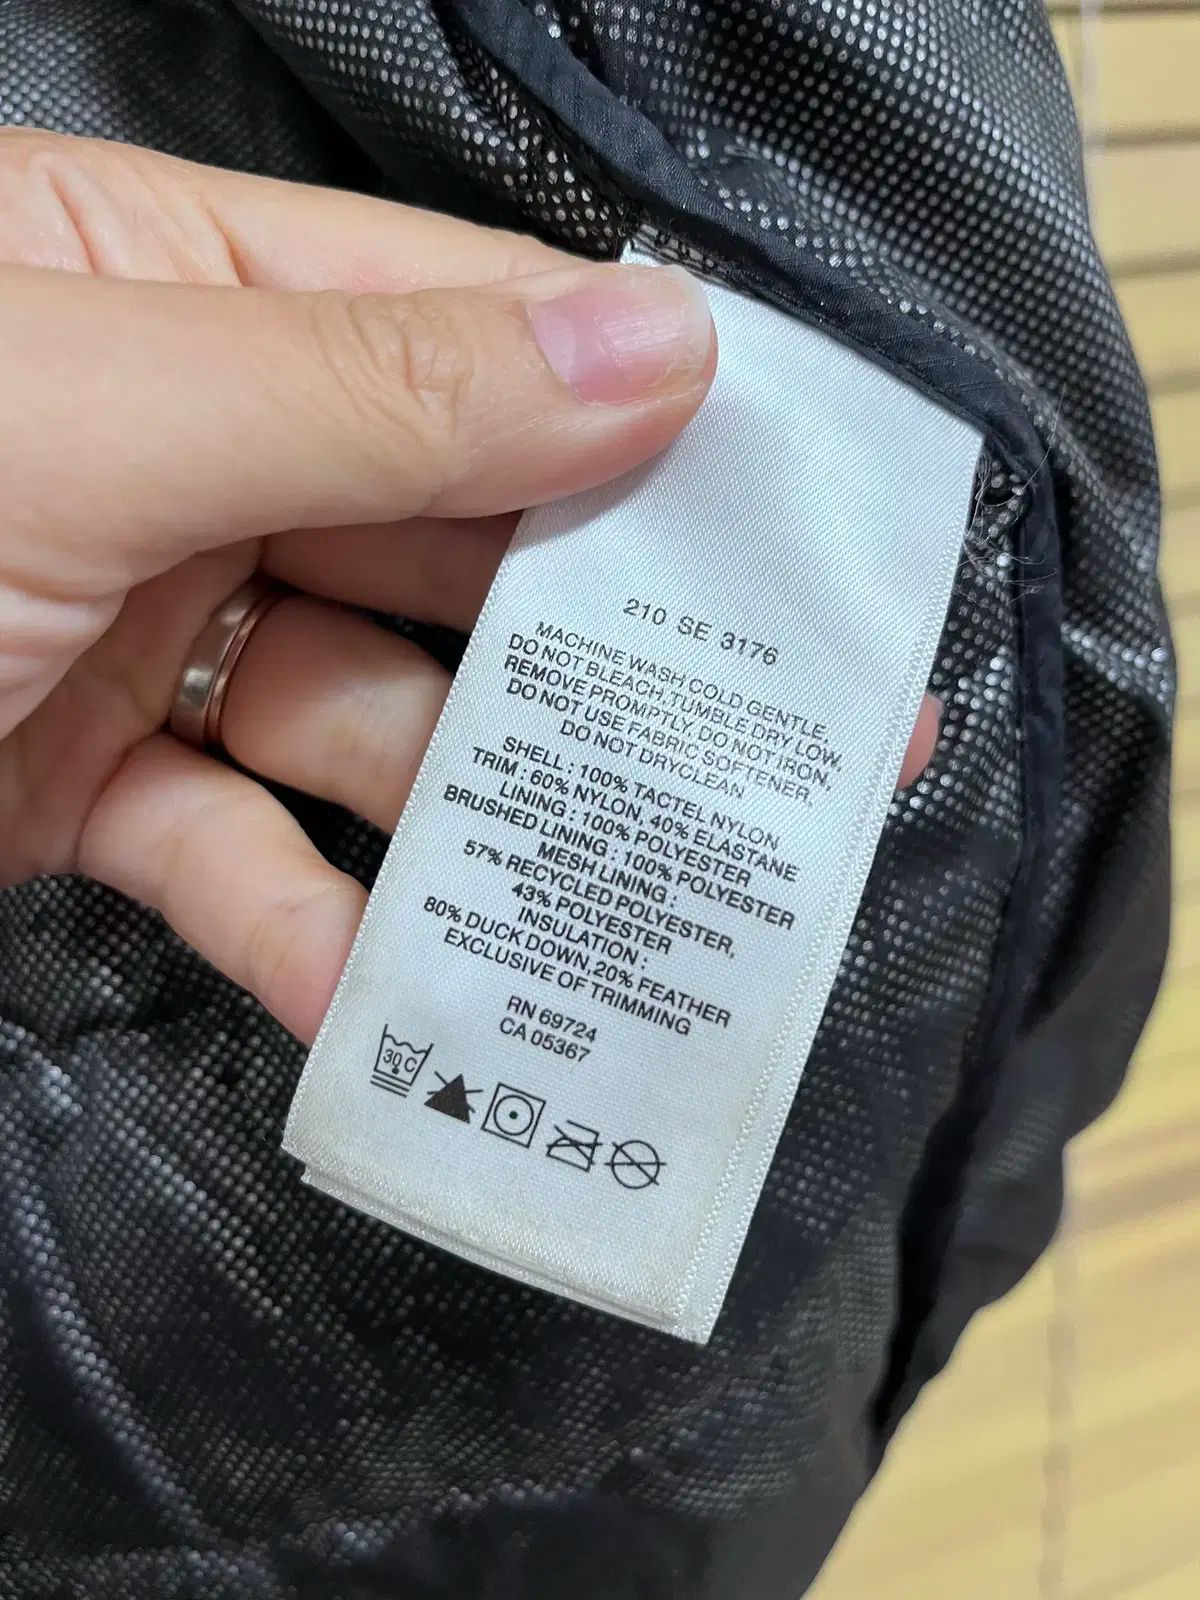 210 SE 3176
MACHINE WASH COLD GENTLE,
DO NOT BLEACH,TUMBLE DRY LOW,
REMOVE PROMPTLY, DO NOT IRON,
DO NOT USE FABRIC SOFTENER,
DO NOT DRYCLEAN
SHELL : 100% TACTEL NYLON
TRIM : 60% NYLON, 40% ELASTANE
LINING : 100% POLYESTER
BRUSHED LINING : 100% POLYESTER
MESH LINING :
57% RECYCLED POLYESTER,
43% POLYESTER
INSULATION :
80% DUCK DOWN, 20% FEATHER
EXCLUSIVE OF TRIMMING
RN 69724
CA 05367
30C